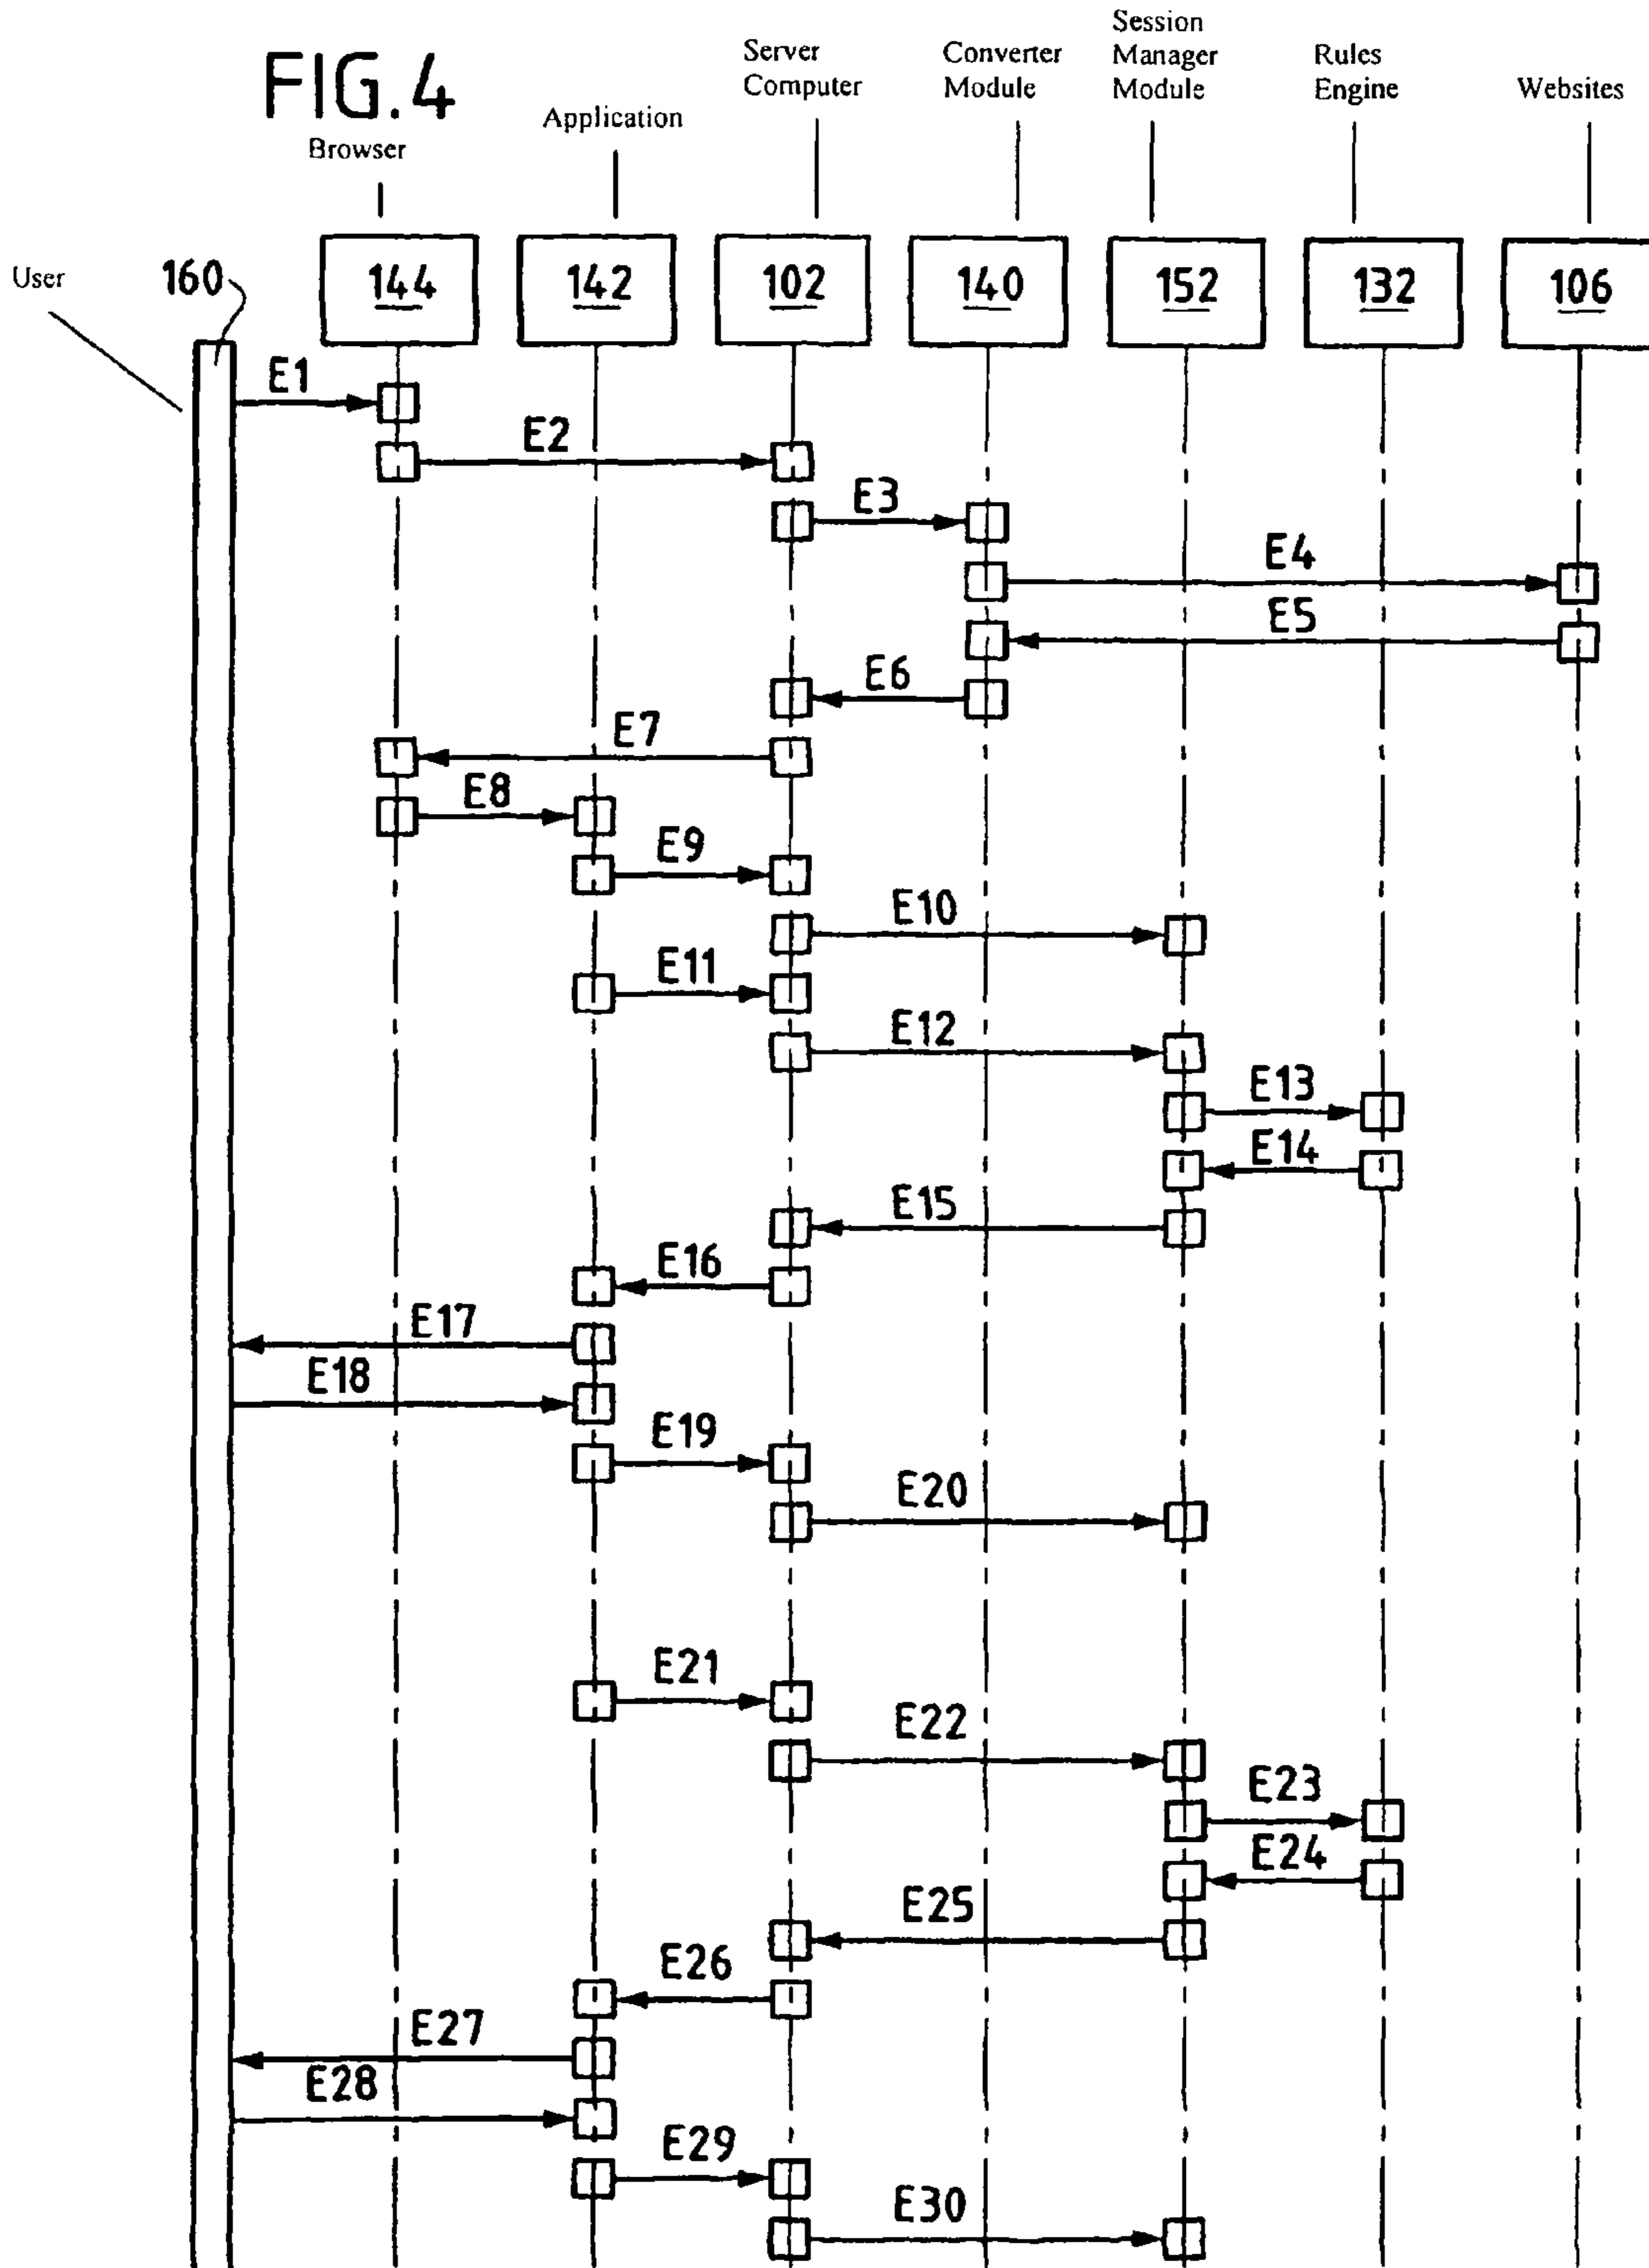 FIG.4
Browser
Application
Server
Computer
Converter
Module
Session
Manager
Module
Rules
Engine
Websites
User
160
144
142
102
140
152
132
106
E1
E2
E3
E4
E5
E6
E7
E8
E9
E10
E11
E12
E13
E14
E15
E16
E17
E18
E19
E20
E21
E22
E23
E24
E25
E26
E27
E28
E29
E30